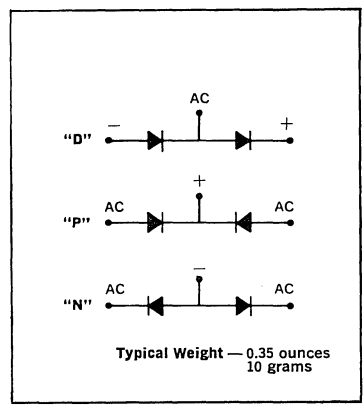 AC
"D" − +
+
"P" AC AC
−
"N" AC AC
Typical Weight — 0.35 ounces
10 grams